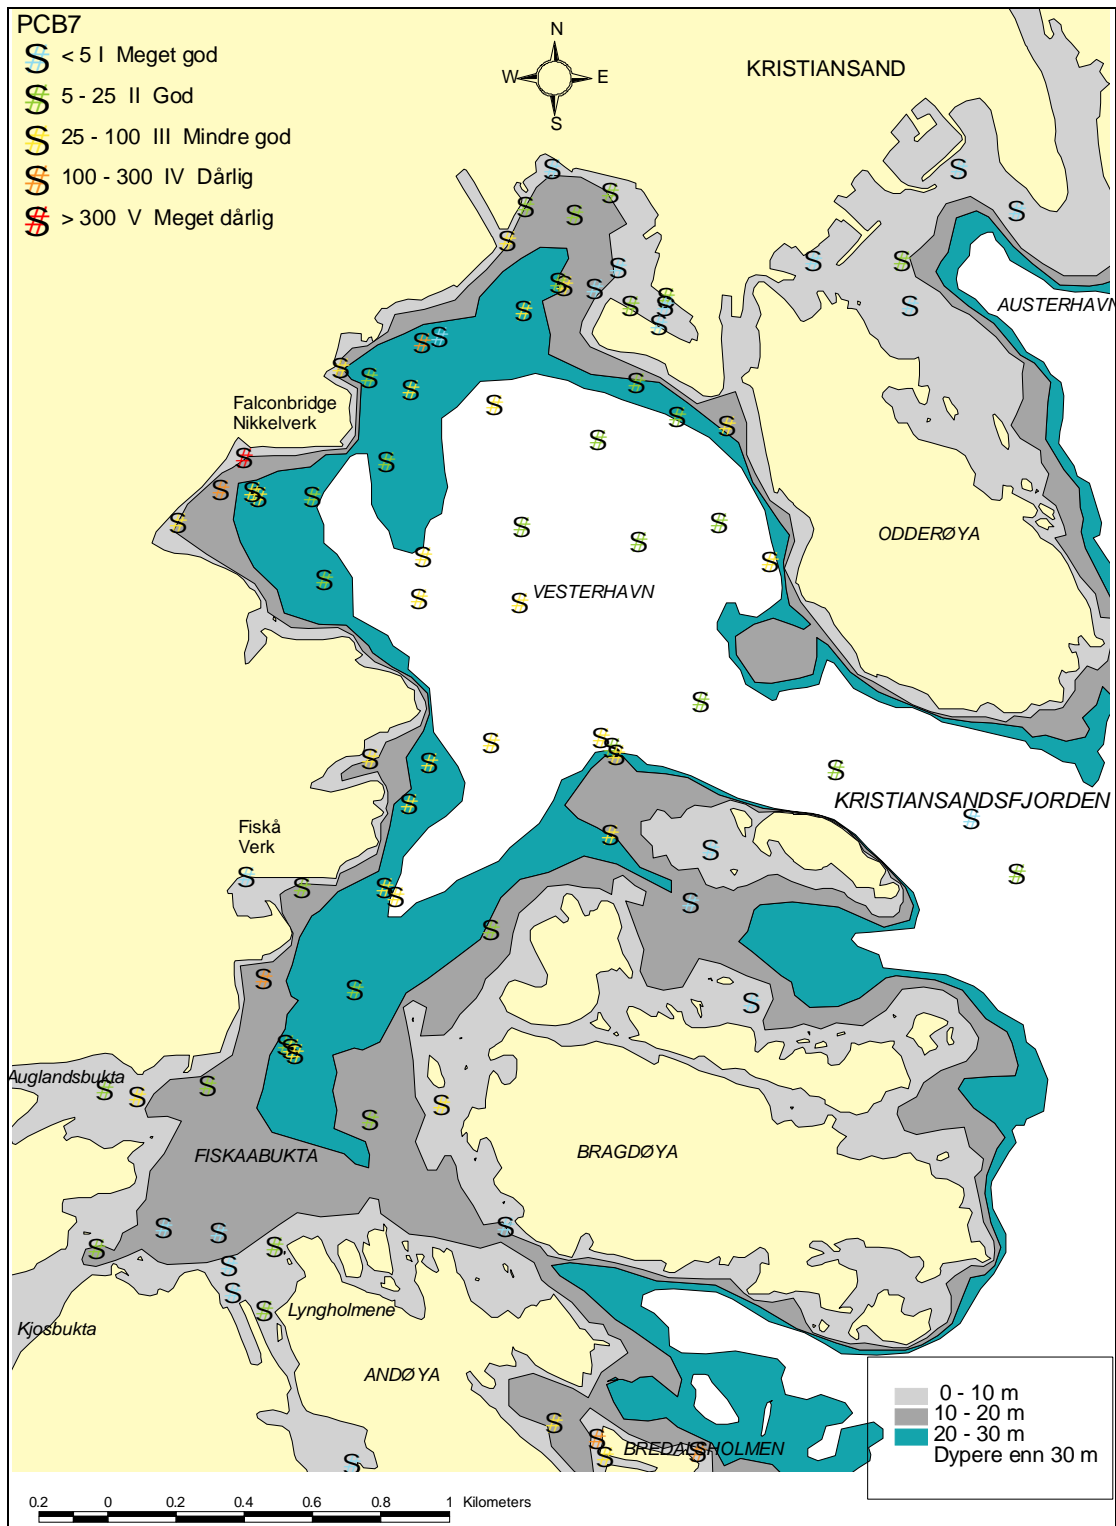 PCB7
S < 5 I Meget god
S 5 - 25 II God
S 25 - 100 III Mindre god
S 100 - 300 IV Dårlig
S > 300 V Meget dårlig
N
W E
S
KRISTIANSAND
AUSTERHAVN
Falconbridge
Nikkelverk
ODDERØYA
VESTERHAVN
KRISTIANSANDSFJORDEN
Fiskå
Verk
Auglandsbukta
FISKAABUKTA
BRAGDØYA
Lyngholmene
Kjosbukta
ANDØYA
BREDALSHOLMEN
0 - 10 m
10 - 20 m
20 - 30 m
Dypere enn 30 m
0.2 0 0.2 0.4 0.6 0.8 1 Kilometers